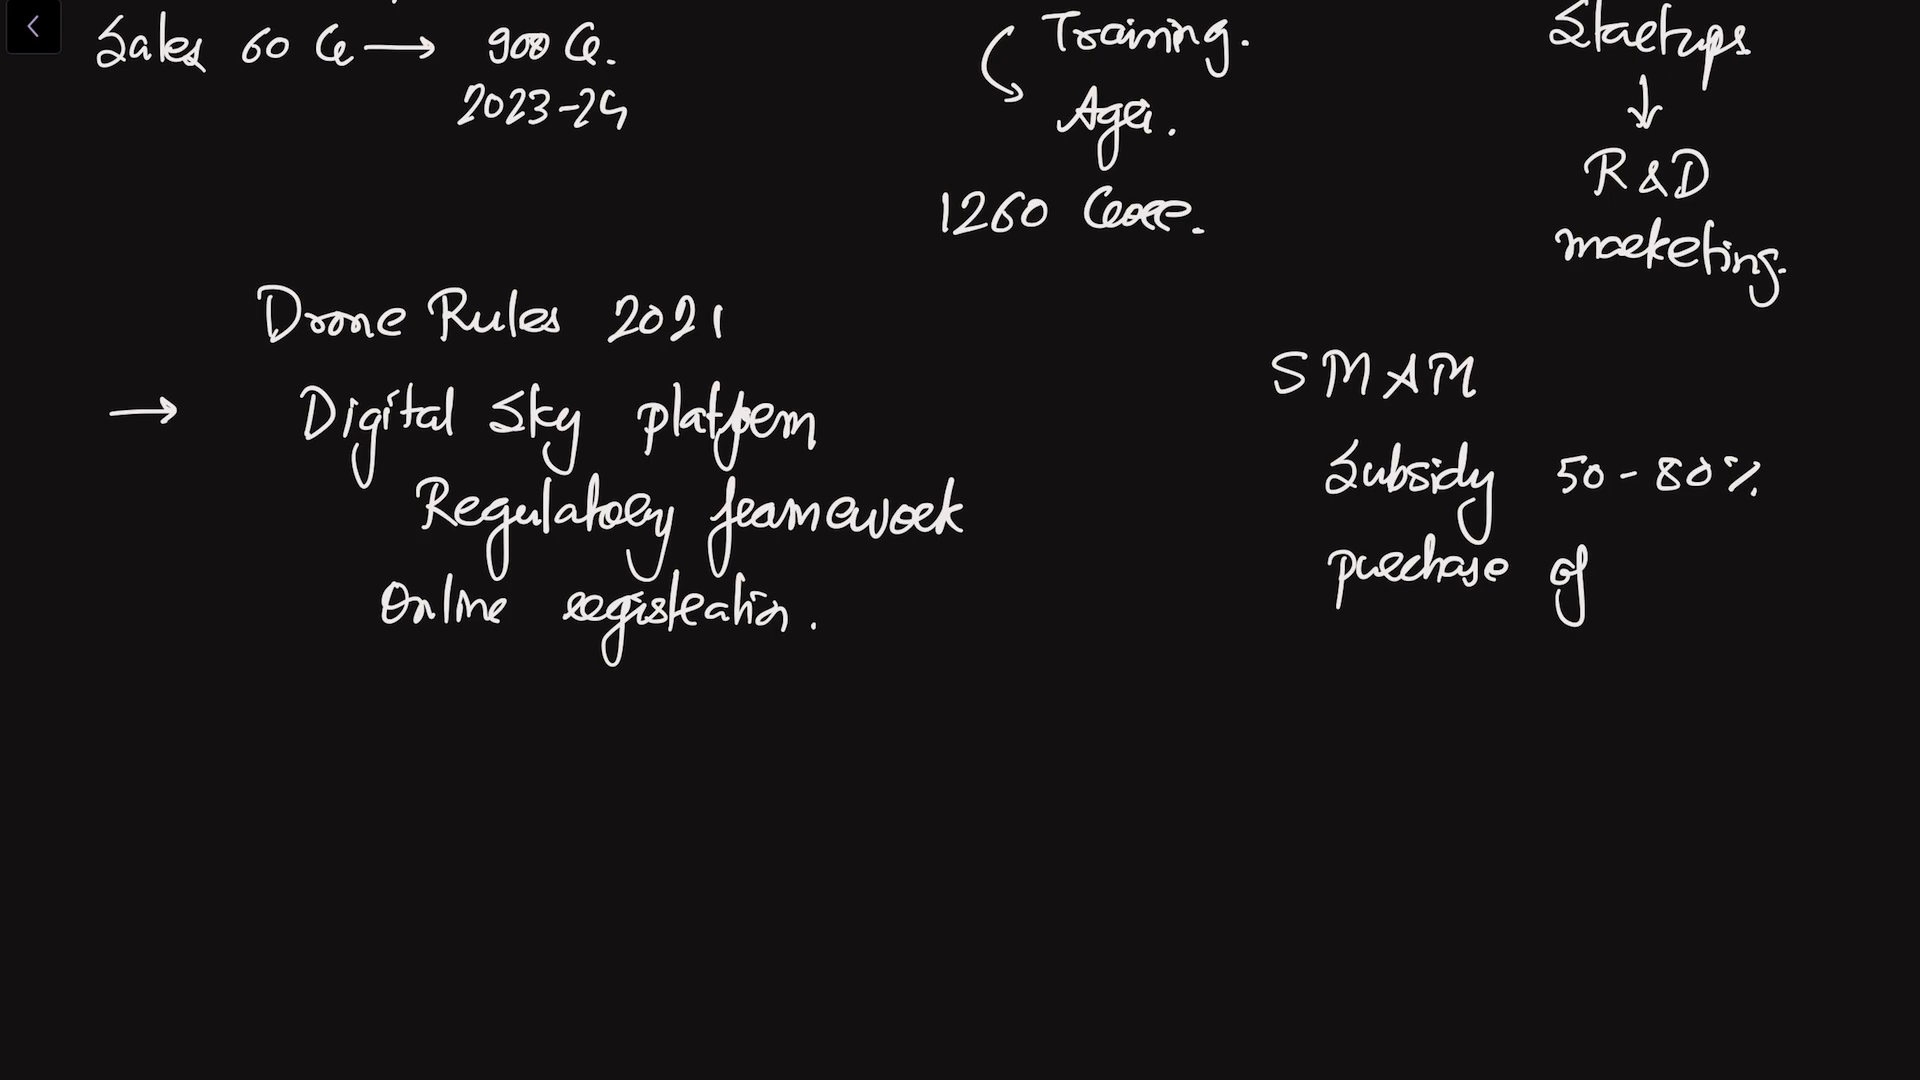 Sales 60 Cr → 900 Cr.
2023-24
Training.
Agri.
1260 Crore.
Startups
↓
R&D
marketing.
Drone Rules 2021
→ Digital Sky platform
Regulatory framework
Online registration.
SMAM
Subsidy 50-80%
purchase of